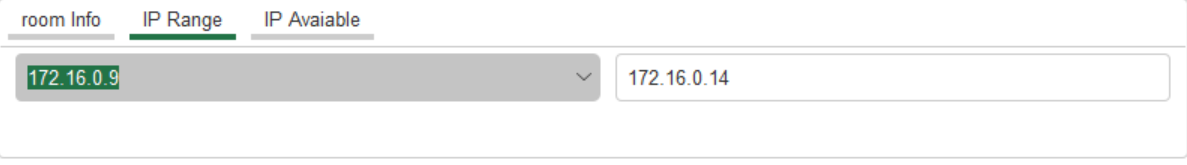 room Info IP Range IP Avaiable
172.16.0.9 172.16.0.14